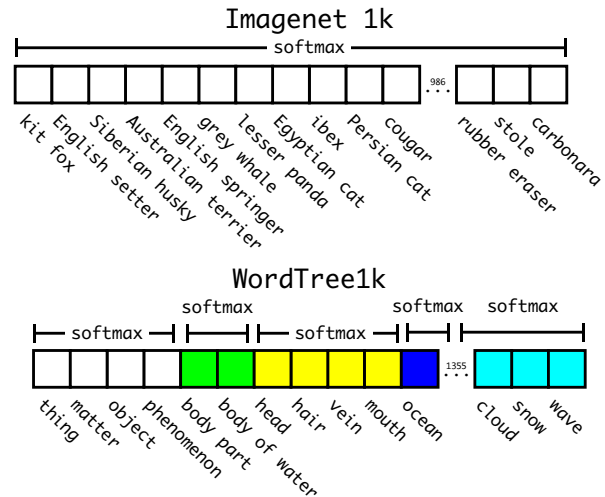 Imagenet 1k
softmax
986
...
kit fox
English setter
Siberian husky
Australian terrier
English springer
grey whale
lesser panda
Egyptian cat
ibex
Persian cat
cougar
rubber eraser
stole
carbonara
WordTree1k
softmax
softmax
softmax
softmax
softmax
1355
...
thing
matter
object
phenomenon
body part
body of water
head
hair
vein
mouth
ocean
cloud
snow
wave